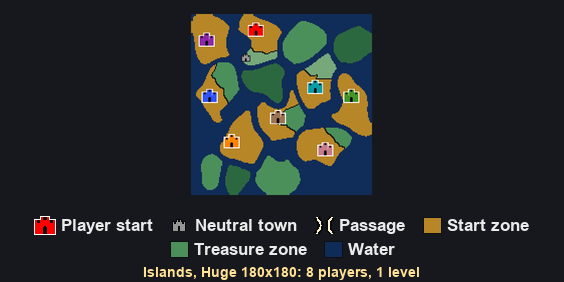 Player start Neutral town Passage Start zone
Treasure zone Water
Islands, Huge 180x180: 8 players, 1 level